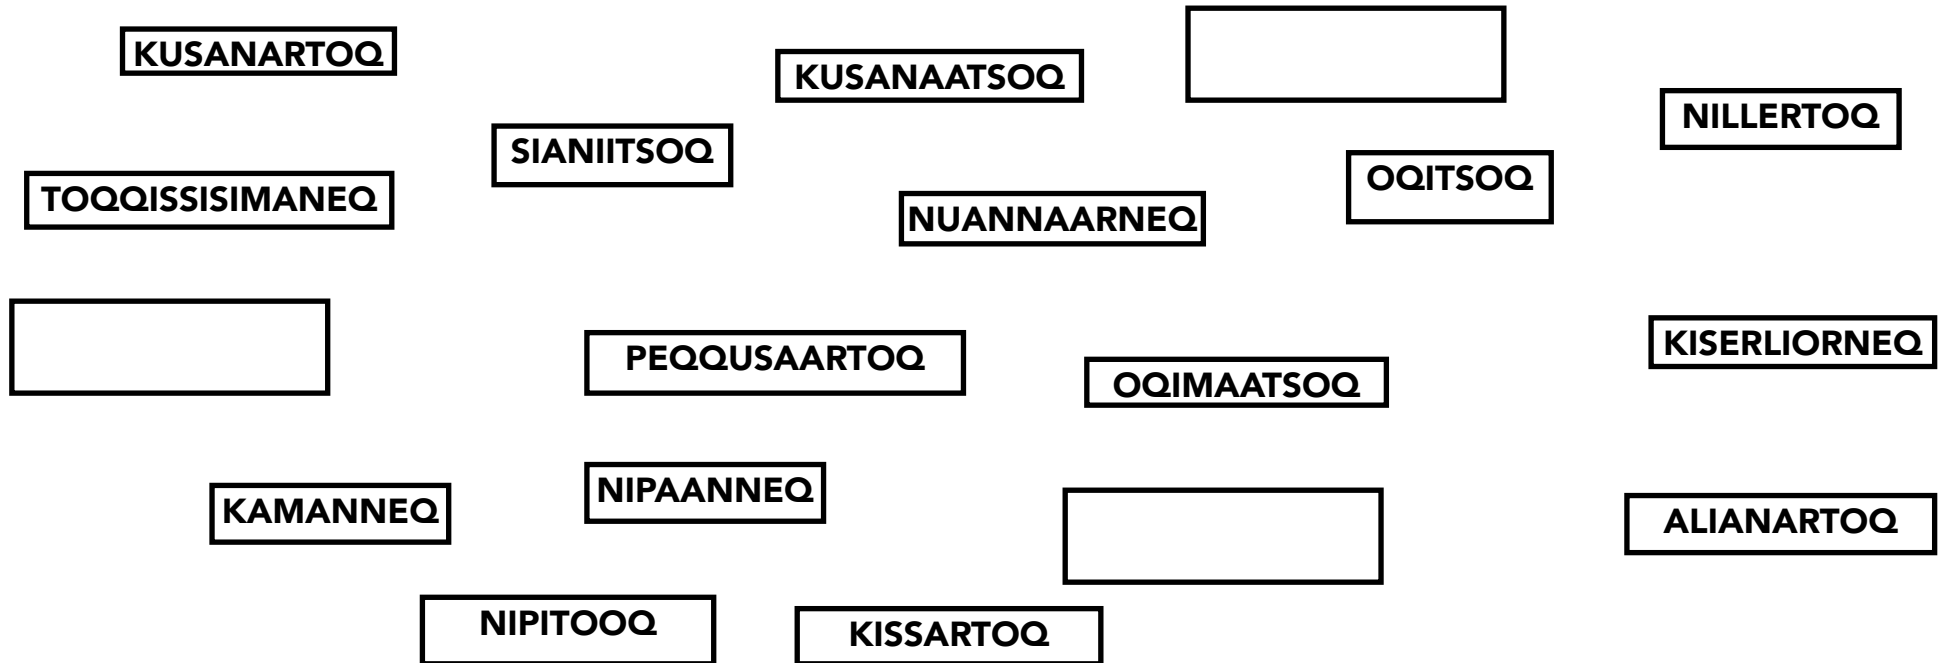 KUSANARTOQ
KUSANAATSOQ
NILLERTOQ
SIANIITSOQ
OQITSOQ
TOQQISSISIMANEQ
NUANNAARNEQ
KISERLIORNEQ
PEQQUSAARTOQ
OQIMAATSOQ
NIPAANNEQ
KAMANNEQ
ALIANARTOQ
NIPITOOQ
KISSARTOQ